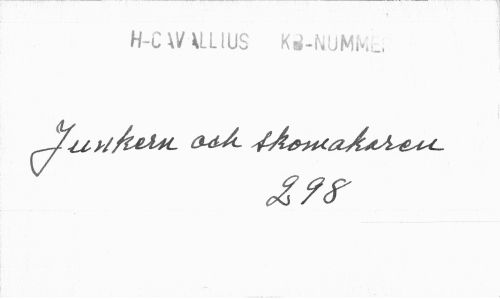 H-CAVALLIUS KB-NUMMER
Junkern och skomakaren
298